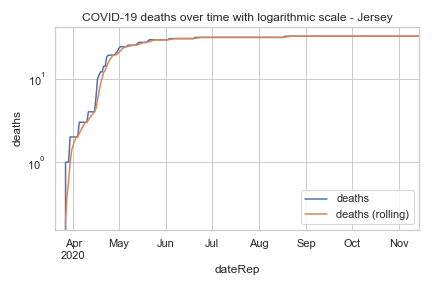 COVID-19 deaths over time with logarithmic scale - Jersey
deaths
10¹
10⁰
deaths
deaths (rolling)
Apr May Jun Jul Aug Sep Oct Nov
2020
dateRep